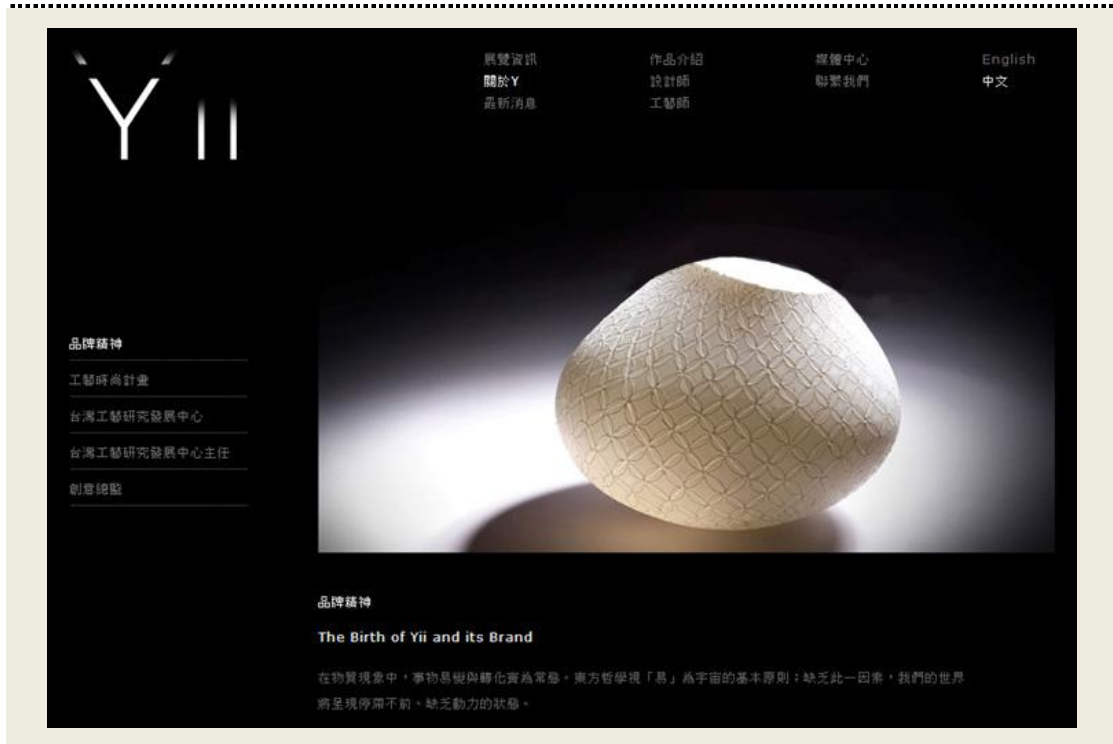 Yii
展覽資訊
關於Y
最新消息
作品介紹
設計師
工藝師
媒體中心
聯繫我們
English
中文
品牌精神
工藝時尚計畫
台灣工藝研究發展中心
台灣工藝研究發展中心主任
創意總監
品牌精神
The Birth of Yii and its Brand
在物質現象中，事物易變與轉化實為常態。東方哲學視「易」為宇宙的基本原則；缺乏此一因素，我們的世界
將呈現停滯不前、缺乏動力的狀態。